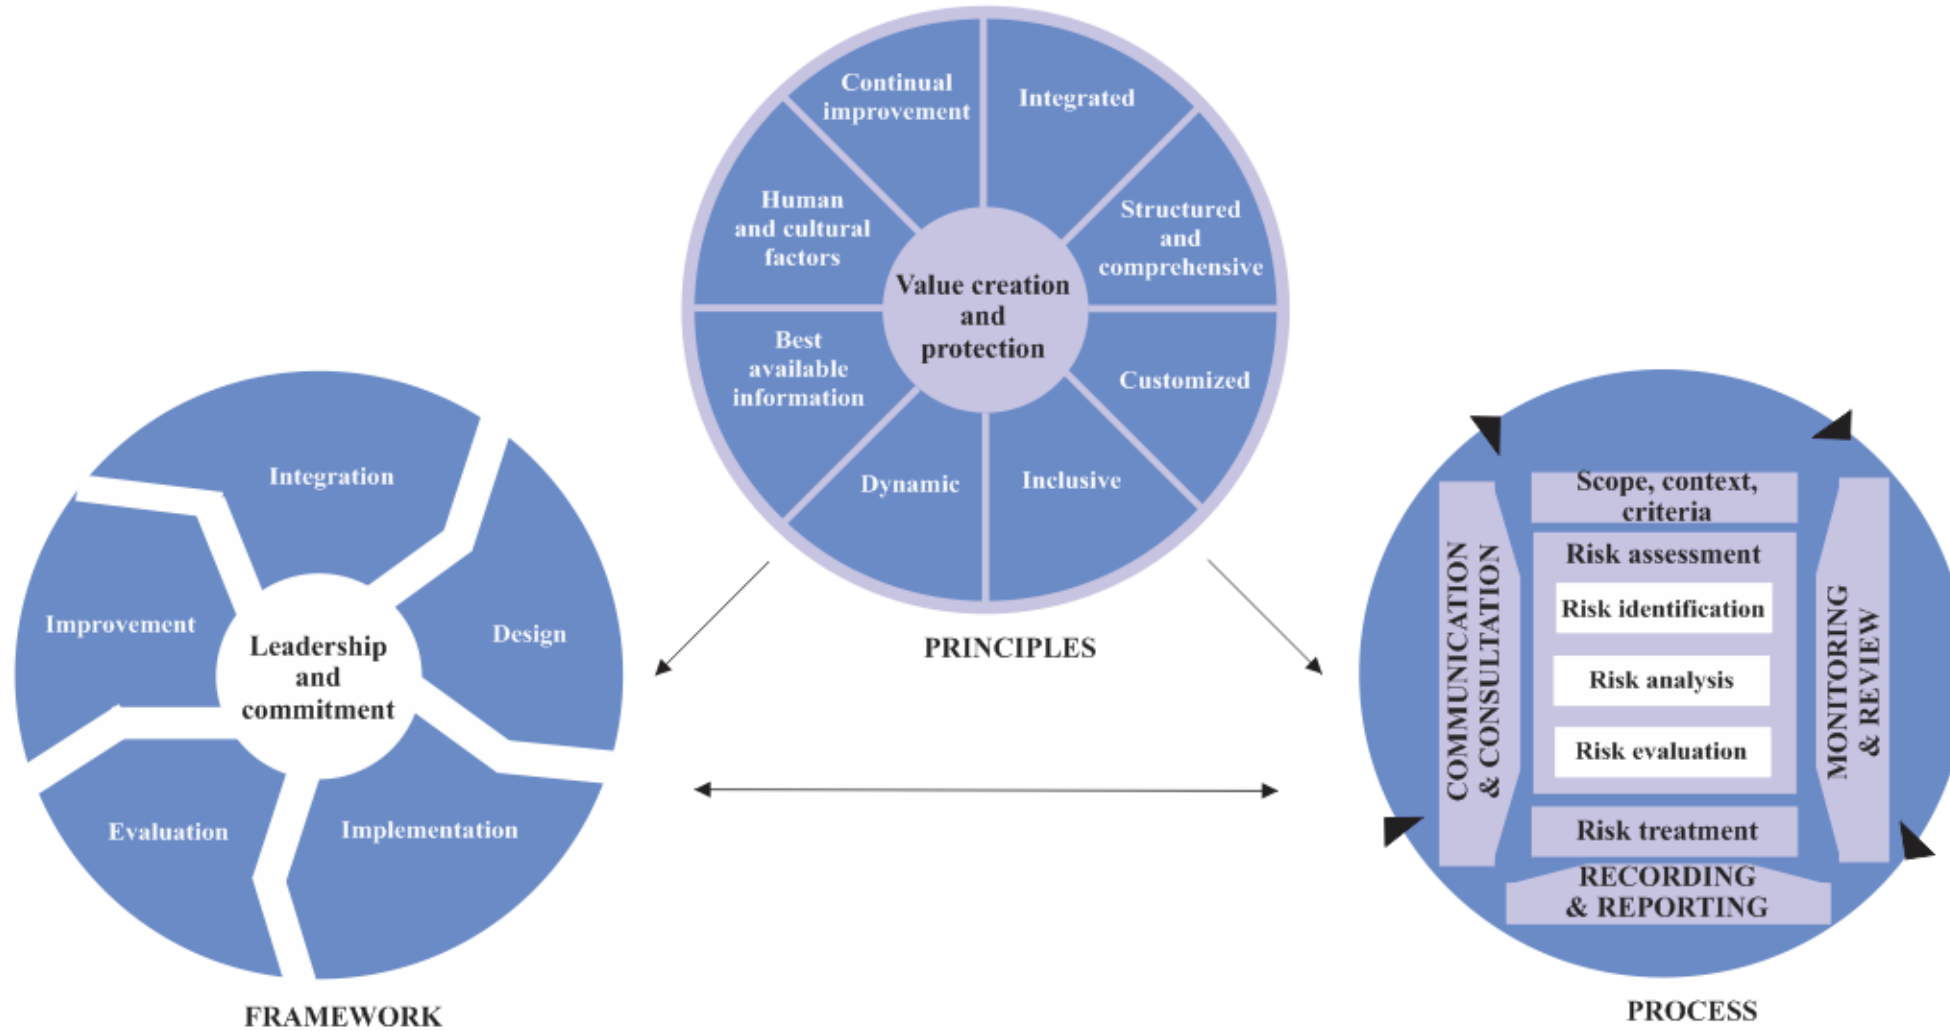 Continual
improvement
Integrated
Human
and cultural
factors
Structured
and
comprehensive
Value creation
and
protection
Best
available
information
Customized
Dynamic
Inclusive
PRINCIPLES
Integration
Improvement
Design
Leadership
and
commitment
Evaluation
Implementation
FRAMEWORK
Scope, context,
criteria
Risk assessment
Risk identification
Risk analysis
Risk evaluation
Risk treatment
COMMUNICATION
& CONSULTATION
MONITORING
& REVIEW
RECORDING
& REPORTING
PROCESS